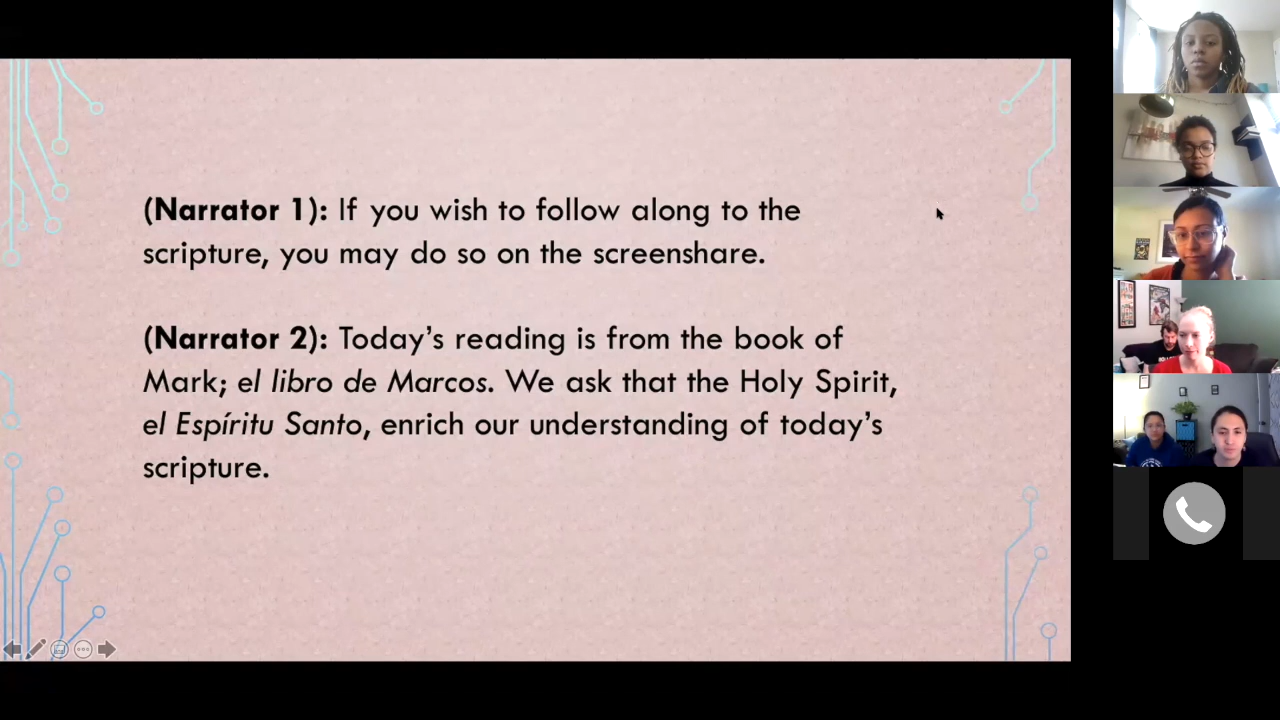 (Narrator 1): If you wish to follow along to the
scripture, you may do so on the screenshare.
(Narrator 2): Today’s reading is from the book of
Mark; el libro de Marcos. We ask that the Holy Spirit,
el Espíritu Santo, enrich our understanding of today’s
scripture.